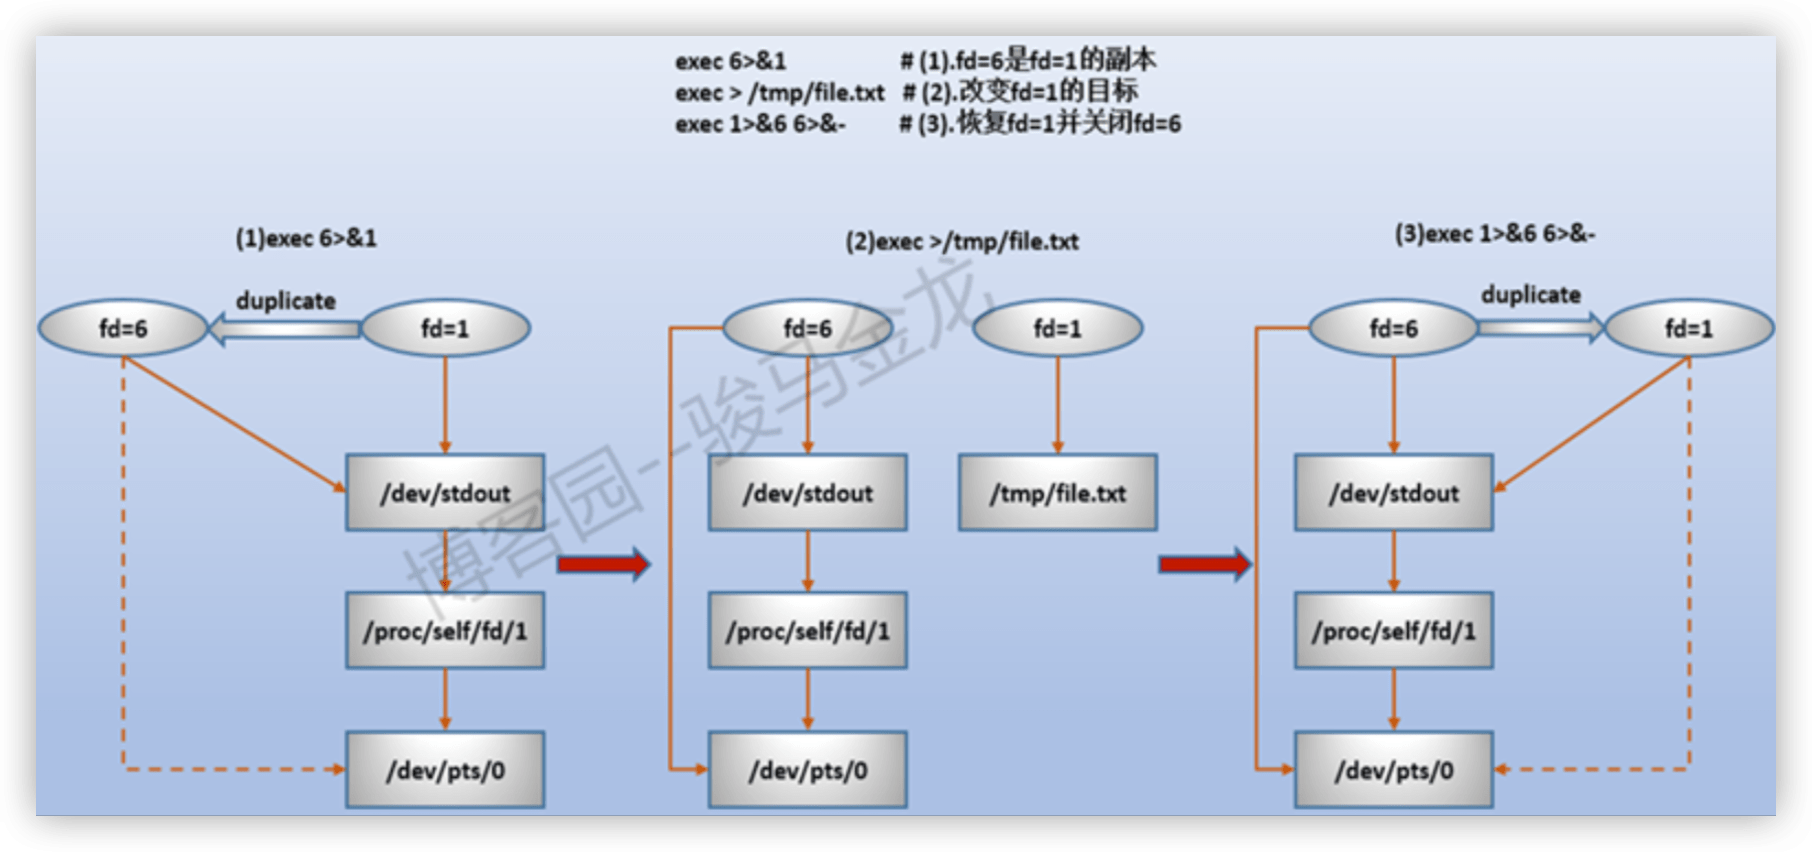 exec 6>&1 # (1).fd=6是fd=1的副本
exec > /tmp/file.txt # (2).改变fd=1的目标
exec 1>&6 6>&- # (3).恢复fd=1并关闭fd=6
(1)exec 6>&1
duplicate
fd=6
fd=1
/dev/stdout
/proc/self/fd/1
/dev/pts/0
(2)exec >/tmp/file.txt
fd=6
fd=1
/dev/stdout
/tmp/file.txt
/proc/self/fd/1
/dev/pts/0
(3)exec 1>&6 6>&-
duplicate
fd=6
fd=1
/dev/stdout
/proc/self/fd/1
/dev/pts/0
博客园--骏马金龙